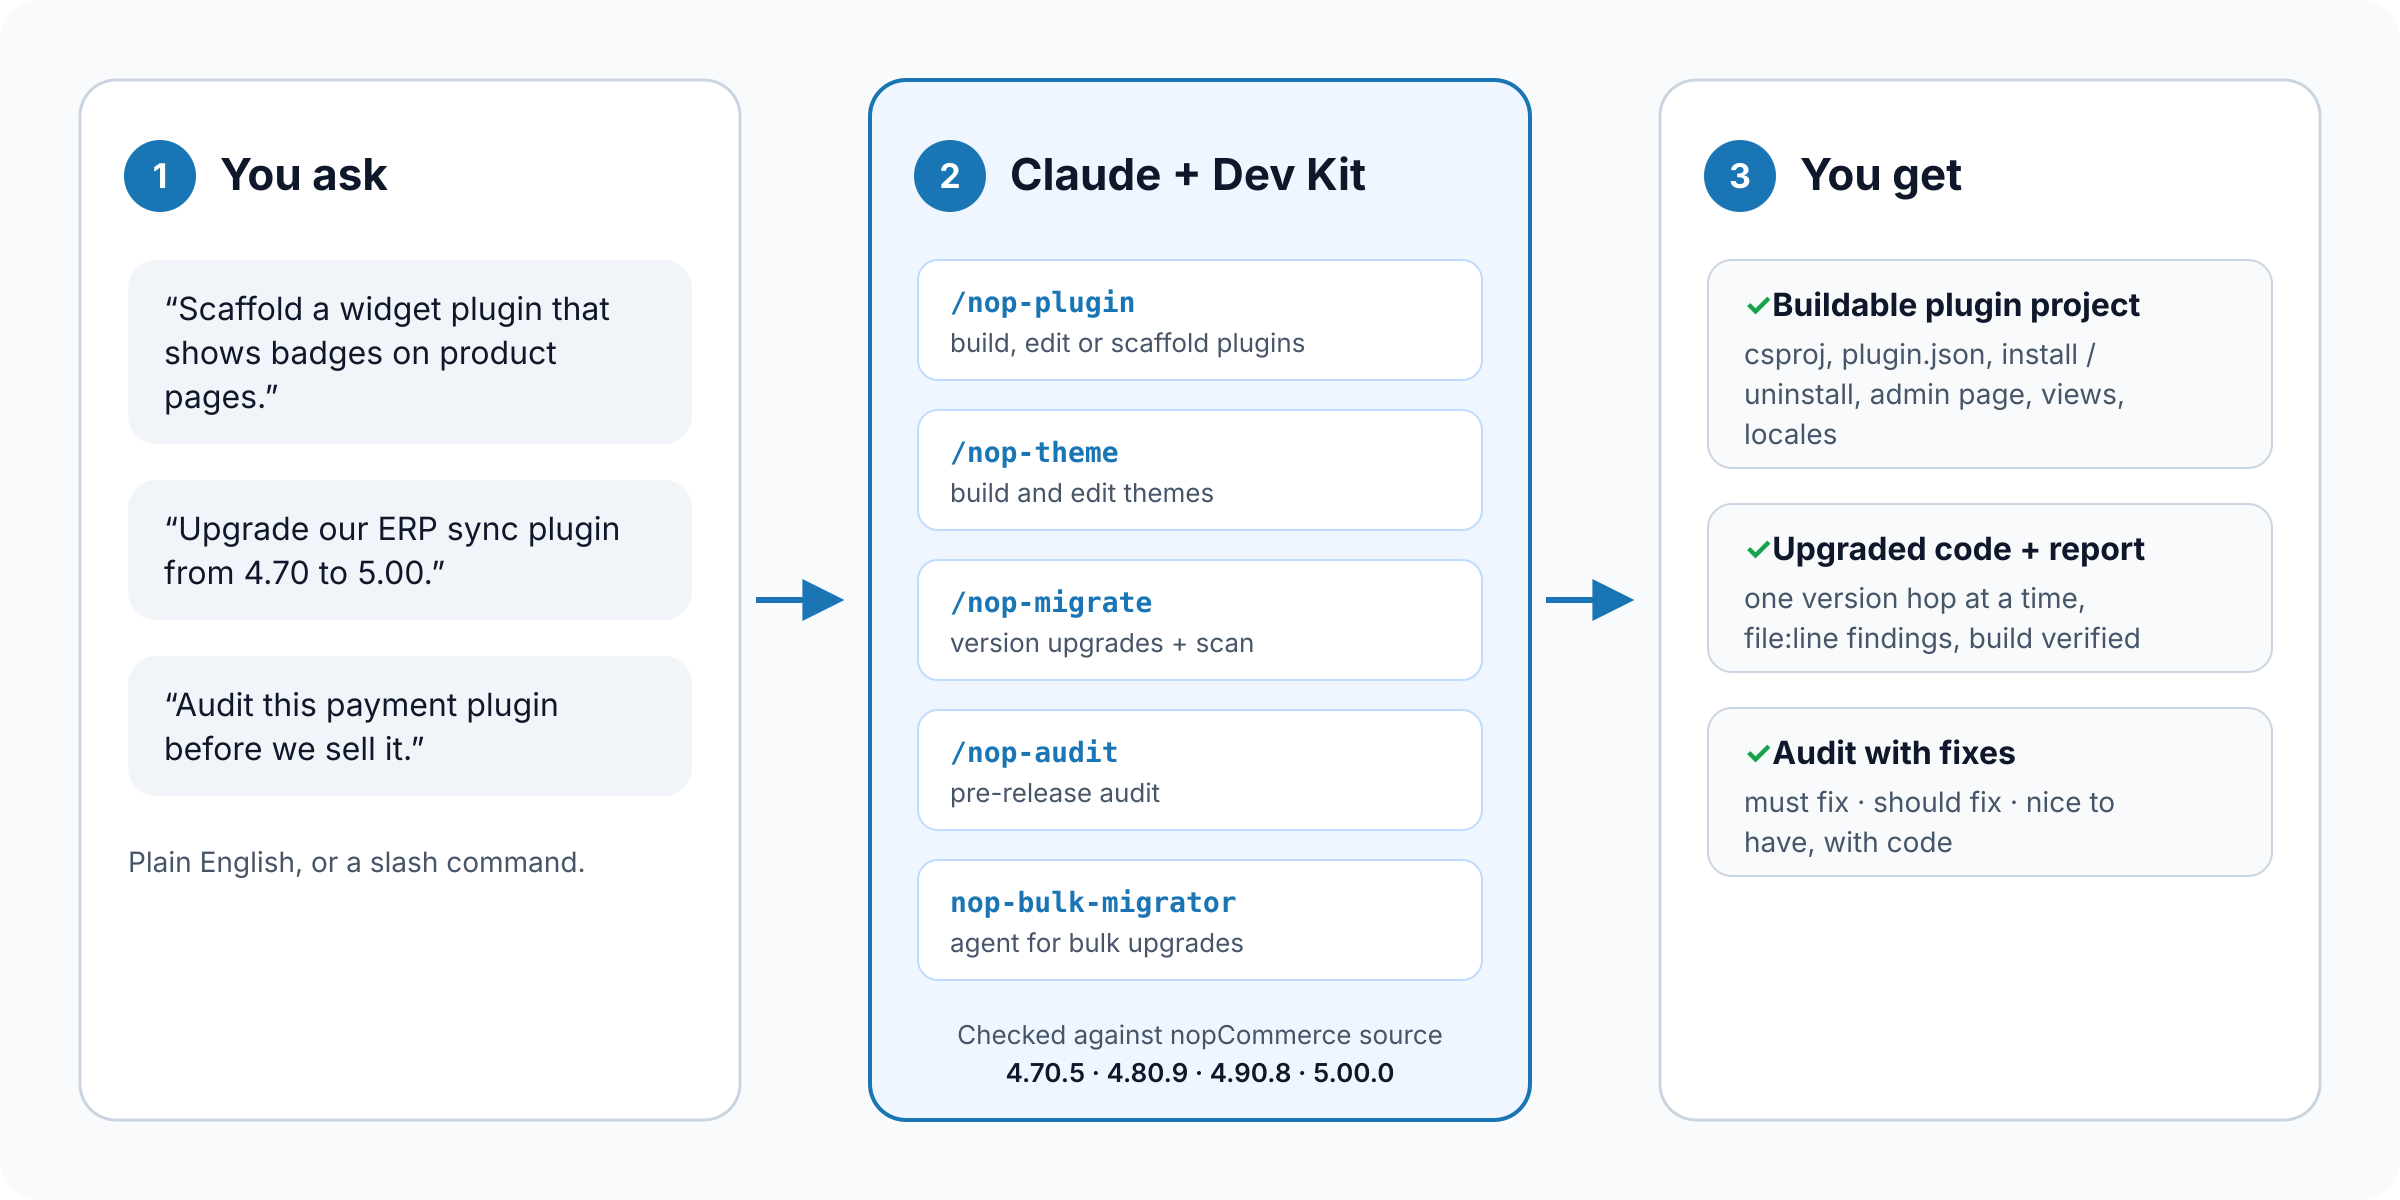 1 You ask
“Scaffold a widget plugin that
shows badges on product
pages.”
“Upgrade our ERP sync plugin
from 4.70 to 5.00.”
“Audit this payment plugin
before we sell it.”
Plain English, or a slash command.
2 Claude + Dev Kit
/nop-plugin
build, edit or scaffold plugins
/nop-theme
build and edit themes
/nop-migrate
version upgrades + scan
/nop-audit
pre-release audit
nop-bulk-migrator
agent for bulk upgrades
Checked against nopCommerce source
4.70.5 · 4.80.9 · 4.90.8 · 5.00.0
3 You get
✓Buildable plugin project
csproj, plugin.json, install /
uninstall, admin page, views,
locales
✓Upgraded code + report
one version hop at a time,
file:line findings, build verified
✓Audit with fixes
must fix · should fix · nice to
have, with code